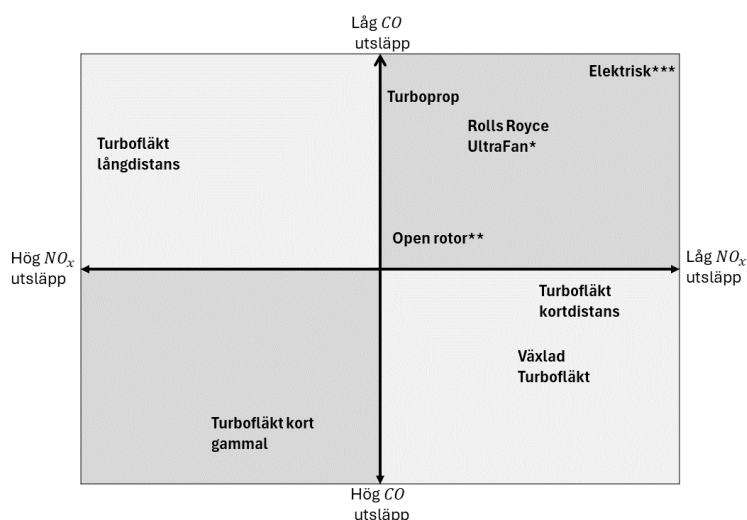 Låg CO
utsläpp
Elektrisk***
Turboprop
Rolls Royce
UltraFan*
Turbofläkt
långdistans
Open rotor**
Hög NOx
utsläpp
Låg NOx
utsläpp
Turbofläkt
kortdistans
Växlad
Turbofläkt
Turbofläkt kort
gammal
Hög CO
utsläpp